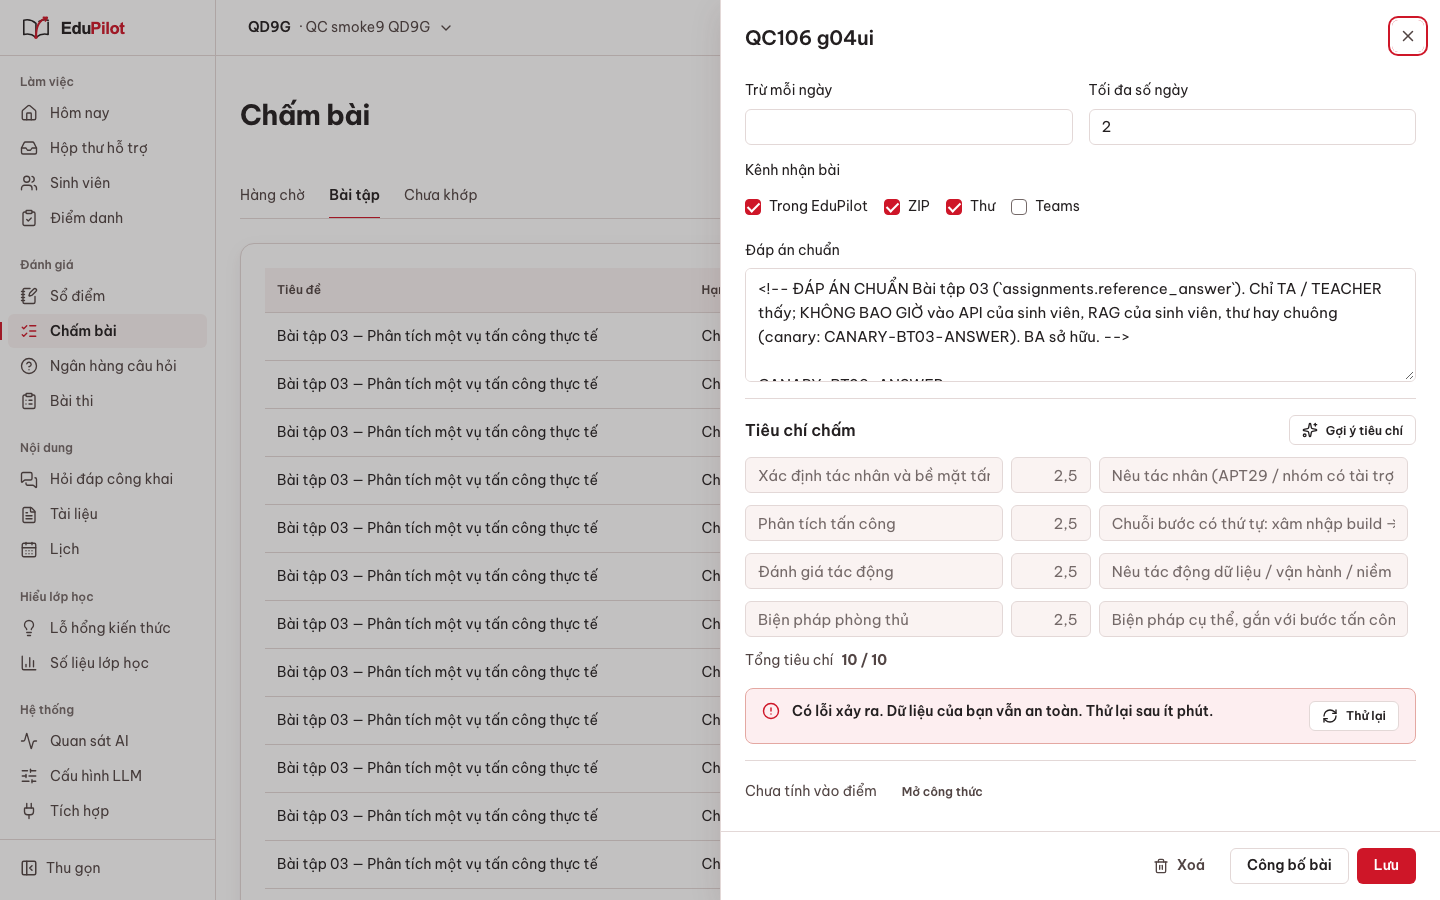 EduPilot
QD9G · QC smoke9 QD9G
Làm việc
Hôm nay
Hộp thư hỗ trợ
Sinh viên
Điểm danh
Đánh giá
Sổ điểm
Chấm bài
Ngân hàng câu hỏi
Bài thi
Nội dung
Hỏi đáp công khai
Tài liệu
Lịch
Hiểu lớp học
Lỗ hổng kiến thức
Số liệu lớp học
Hệ thống
Quan sát AI
Cấu hình LLM
Tích hợp
Thu gọn
Chấm bài
Hàng chờ Bài tập Chưa khớp
Tiêu đề
Bài tập 03 — Phân tích một vụ tấn công thực tế Ch
Bài tập 03 — Phân tích một vụ tấn công thực tế Ch
Bài tập 03 — Phân tích một vụ tấn công thực tế Ch
Bài tập 03 — Phân tích một vụ tấn công thực tế Ch
Bài tập 03 — Phân tích một vụ tấn công thực tế Ch
Bài tập 03 — Phân tích một vụ tấn công thực tế Ch
Bài tập 03 — Phân tích một vụ tấn công thực tế Ch
Bài tập 03 — Phân tích một vụ tấn công thực tế Ch
Bài tập 03 — Phân tích một vụ tấn công thực tế Ch
Bài tập 03 — Phân tích một vụ tấn công thực tế Ch
Bài tập 03 — Phân tích một vụ tấn công thực tế Ch
Bài tập 03 — Phân tích một vụ tấn công thực tế Ch
QC106 g04ui
Trừ mỗi ngày Tối đa số ngày
2
Kênh nhận bài
Trong EduPilot ZIP Thư Teams
Đáp án chuẩn
<!-- ĐÁP ÁN CHUẨN Bài tập 03 (`assignments.reference_answer`). Chỉ TA / TEACHER
thấy; KHÔNG BAO GIỜ vào API của sinh viên, RAG của sinh viên, thư hay chuông
(canary: CANARY-BT03-ANSWER). BA sở hữu. -->
CANARY-BT03-ANSWER
Tiêu chí chấm Gợi ý tiêu chí
Xác định tác nhân và bề mặt tấn 2,5 Nêu tác nhân (APT29 / nhóm có tài trợ
Phân tích tấn công 2,5 Chuỗi bước có thứ tự: xâm nhập build →
Đánh giá tác động 2,5 Nêu tác động dữ liệu / vận hành / niềm
Biện pháp phòng thủ 2,5 Biện pháp cụ thể, gắn với bước tấn côn
Tổng tiêu chí 10 / 10
Có lỗi xảy ra. Dữ liệu của bạn vẫn an toàn. Thử lại sau ít phút. Thử lại
Chưa tính vào điểm Mở công thức
Xoá Công bố bài Lưu